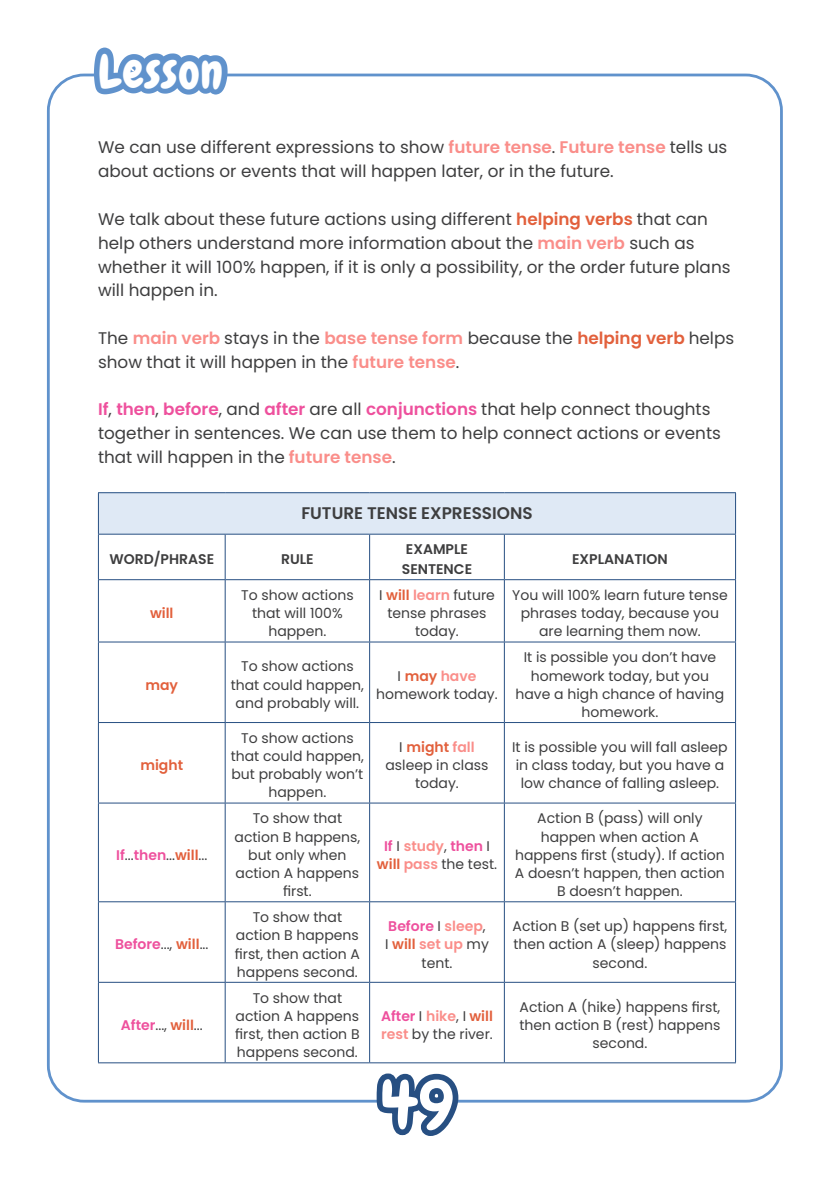 Lesson
We can use different expressions to show future tense. Future tense tells us
about actions or events that will happen later, or in the future.
We talk about these future actions using different helping verbs that can
help others understand more information about the main verb such as
whether it will 100% happen, if it is only a possibility, or the order future plans
will happen in.
The main verb stays in the base tense form because the helping verb helps
show that it will happen in the future tense.
If, then, before, and after are all conjunctions that help connect thoughts
together in sentences. We can use them to help connect actions or events
that will happen in the future tense.
FUTURE TENSE EXPRESSIONS
WORD/PHRASE
RULE
EXAMPLE
SENTENCE
EXPLANATION
will
To show actions
that will 100%
happen.
I will learn future
tense phrases
today.
You will 100% learn future tense
phrases today, because you
are learning them now.
may
To show actions
that could happen,
and probably will.
I may have
homework today.
It is possible you don't have
homework today, but you
have a high chance of having
homework.
might
To show actions
that could happen,
but probably won't
happen.
I might fall
asleep in class
today.
It is possible you will fall asleep
in class today, but you have a
low chance of falling asleep.
If...then...will...
To show that
action B happens,
but only when
action A happens
first.
If I study, then I
will pass the test.
Action B (pass) will only
happen when action A
happens first (study). If action
A doesn't happen, then action
B doesn't happen.
Before..., will...
To show that
action B happens
first, then action A
happens second.
Before I sleep,
I will set up my
tent.
Action B (set up) happens first,
then action A (sleep) happens
second.
After..., will...
To show that
action A happens
first, then action B
happens second.
After I hike, I will
rest by the river.
Action A (hike) happens first,
then action B (rest) happens
second.
49